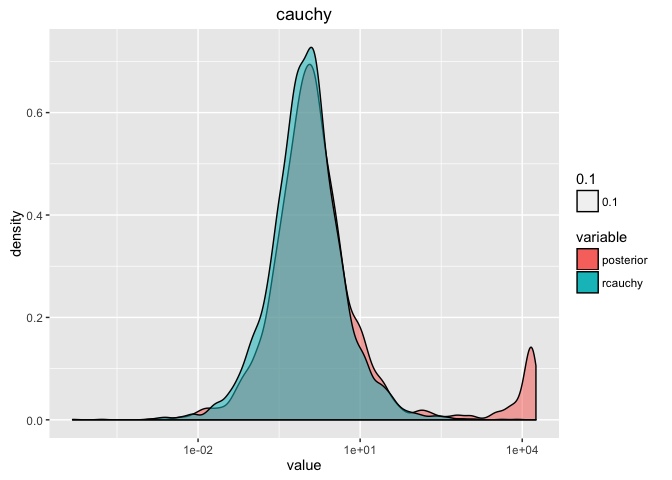 cauchy
density
0.6
0.4
0.2
0.0
1e-02
1e+01
1e+04
value
0.1
0.1
variable
posterior
rcauchy